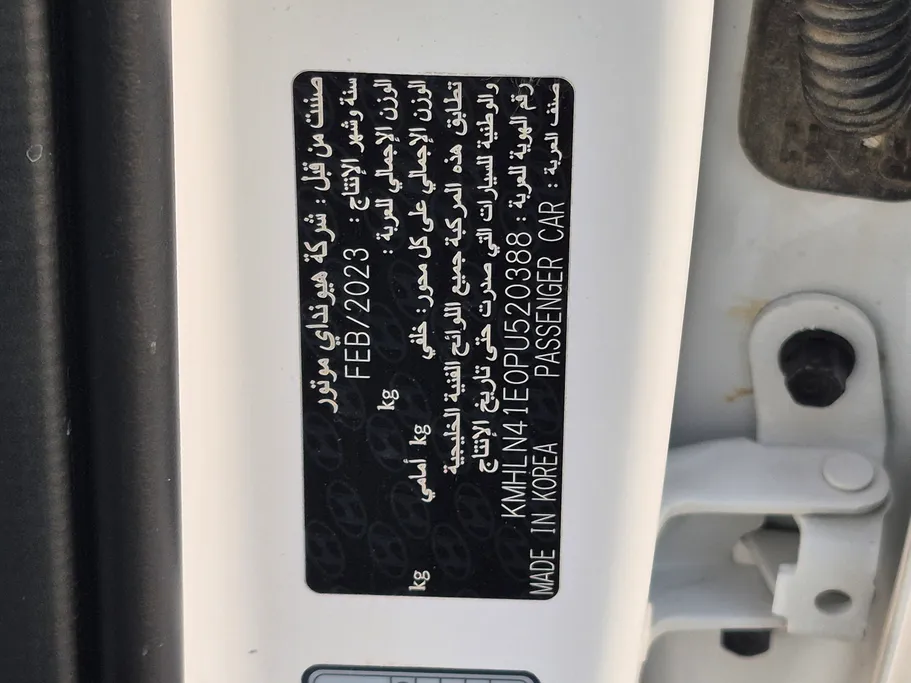 صنعت من قبل : شركة هيونداي موتور
سنة وشهر الإنتاج : FEB/2023
الوزن الإجمالي للعربة : kg
الوزن الإجمالي على كل محور: خلفي kg أمامي kg
تطابق هذه المركبة جميع اللوائح الفنية الخليجية
والوطنية للسيارات التي صدرت حتى تاريخ الإنتاج
رقم الهوية للعربة : KMHLN41E0PU520388
صنف العربة : PASSENGER CAR MADE IN KOREA